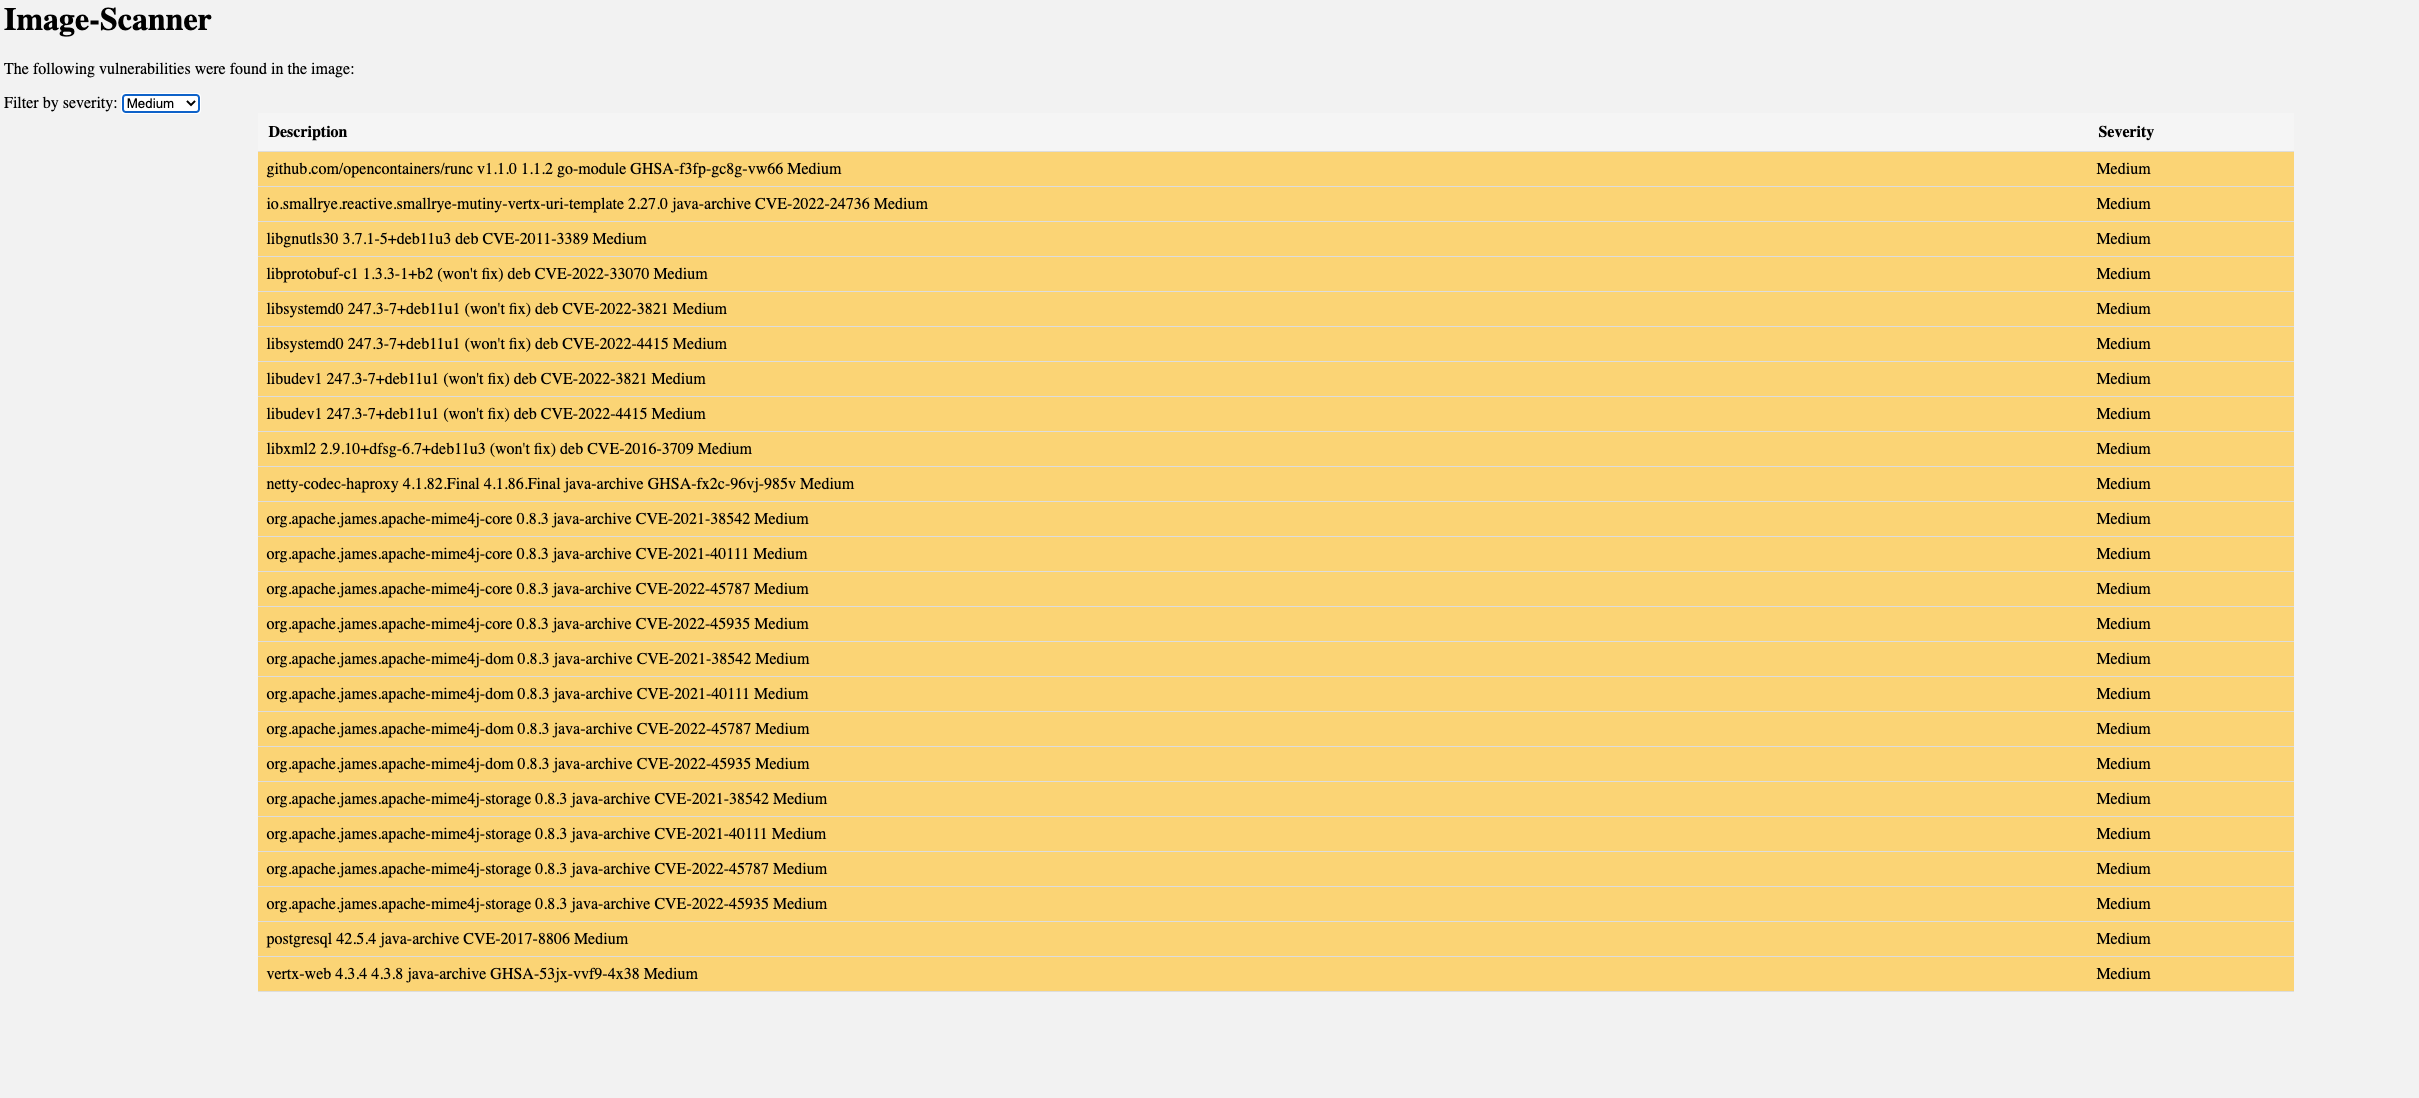 Image-Scanner
The following vulnerabilities were found in the image:
Filter by severity: Medium
Description Severity
github.com/opencontainers/runc v1.1.0 1.1.2 go-module GHSA-f3fp-gc8g-vw66 Medium Medium
io.smallrye.reactive.smallrye-mutiny-vertx-uri-template 2.27.0 java-archive CVE-2022-24736 Medium Medium
libgnutls30 3.7.1-5+deb11u3 deb CVE-2011-3389 Medium Medium
libprotobuf-c1 1.3.3-1+b2 (won't fix) deb CVE-2022-33070 Medium Medium
libsystemd0 247.3-7+deb11u1 (won't fix) deb CVE-2022-3821 Medium Medium
libsystemd0 247.3-7+deb11u1 (won't fix) deb CVE-2022-4415 Medium Medium
libudev1 247.3-7+deb11u1 (won't fix) deb CVE-2022-3821 Medium Medium
libudev1 247.3-7+deb11u1 (won't fix) deb CVE-2022-4415 Medium Medium
libxml2 2.9.10+dfsg-6.7+deb11u3 (won't fix) deb CVE-2016-3709 Medium Medium
netty-codec-haproxy 4.1.82.Final 4.1.86.Final java-archive GHSA-fx2c-96vj-985v Medium Medium
org.apache.james.apache-mime4j-core 0.8.3 java-archive CVE-2021-38542 Medium Medium
org.apache.james.apache-mime4j-core 0.8.3 java-archive CVE-2021-40111 Medium Medium
org.apache.james.apache-mime4j-core 0.8.3 java-archive CVE-2022-45787 Medium Medium
org.apache.james.apache-mime4j-core 0.8.3 java-archive CVE-2022-45935 Medium Medium
org.apache.james.apache-mime4j-dom 0.8.3 java-archive CVE-2021-38542 Medium Medium
org.apache.james.apache-mime4j-dom 0.8.3 java-archive CVE-2021-40111 Medium Medium
org.apache.james.apache-mime4j-dom 0.8.3 java-archive CVE-2022-45787 Medium Medium
org.apache.james.apache-mime4j-dom 0.8.3 java-archive CVE-2022-45935 Medium Medium
org.apache.james.apache-mime4j-storage 0.8.3 java-archive CVE-2021-38542 Medium Medium
org.apache.james.apache-mime4j-storage 0.8.3 java-archive CVE-2021-40111 Medium Medium
org.apache.james.apache-mime4j-storage 0.8.3 java-archive CVE-2022-45787 Medium Medium
org.apache.james.apache-mime4j-storage 0.8.3 java-archive CVE-2022-45935 Medium Medium
postgresql 42.5.4 java-archive CVE-2017-8806 Medium Medium
vertx-web 4.3.4 4.3.8 java-archive GHSA-53jx-vvf9-4x38 Medium Medium